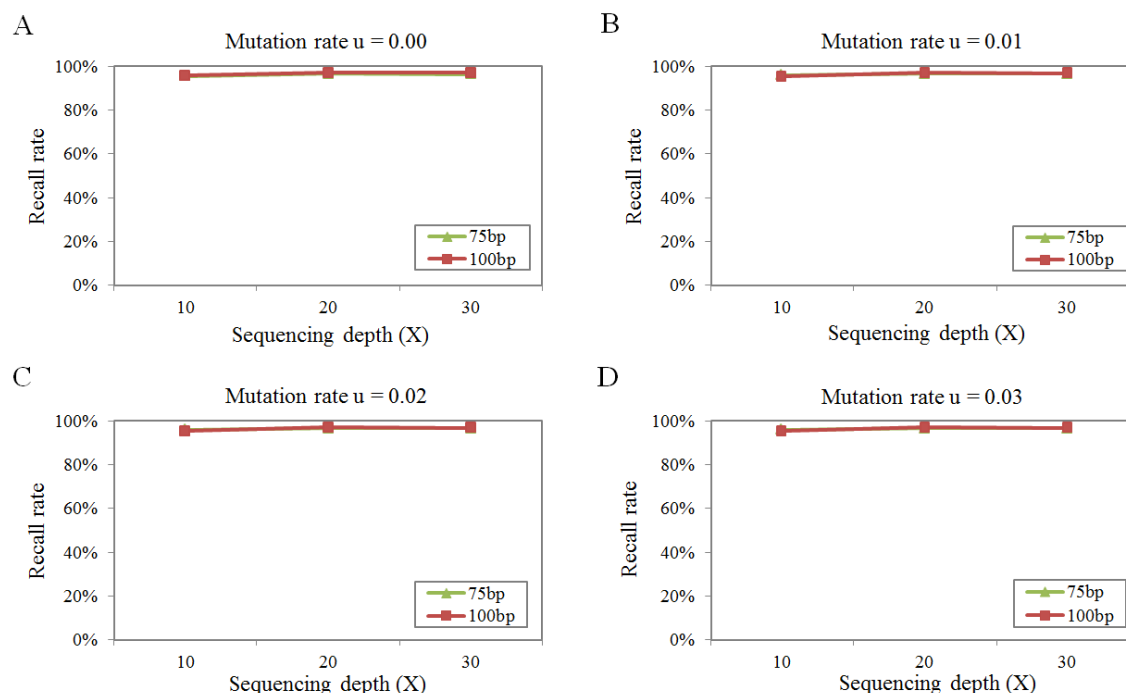 A
Mutation rate u = 0.00
100%
80%
60%
40%
20%
0%
Recall rate
75bp
100bp
10 20 30
Sequencing depth (X)
B
Mutation rate u = 0.01
100%
80%
60%
40%
20%
0%
Recall rate
75bp
100bp
10 20 30
Sequencing depth (X)
C
Mutation rate u = 0.02
100%
80%
60%
40%
20%
0%
Recall rate
75bp
100bp
10 20 30
Sequencing depth (X)
D
Mutation rate u = 0.03
100%
80%
60%
40%
20%
0%
Recall rate
75bp
100bp
10 20 30
Sequencing depth (X)